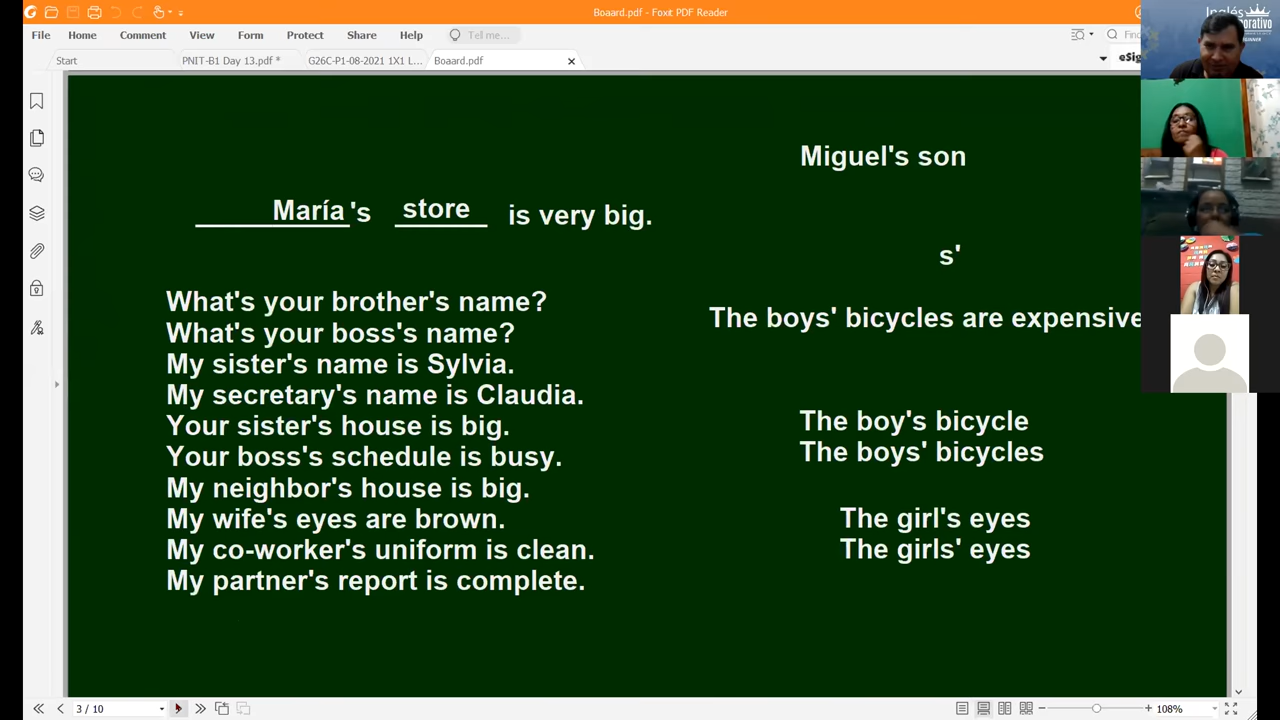 Boaard.pdf - Foxit PDF Reader
File Home Comment View Form Protect Share Help Tell me... Find
Start PNIT-B1 Day 13.pdf * G26C-P1-08-2021 1X1 L... Boaard.pdf
Inglés
orativo
Miguel's son
María's store is very big.
s'
What's your brother's name?
What's your boss's name?
My sister's name is Sylvia.
My secretary's name is Claudia.
Your sister's house is big.
Your boss's schedule is busy.
My neighbor's house is big.
My wife's eyes are brown.
My co-worker's uniform is clean.
My partner's report is complete.
The boys' bicycles are expensive
The boy's bicycle
The boys' bicycles
The girl's eyes
The girls' eyes
3 / 10 108%